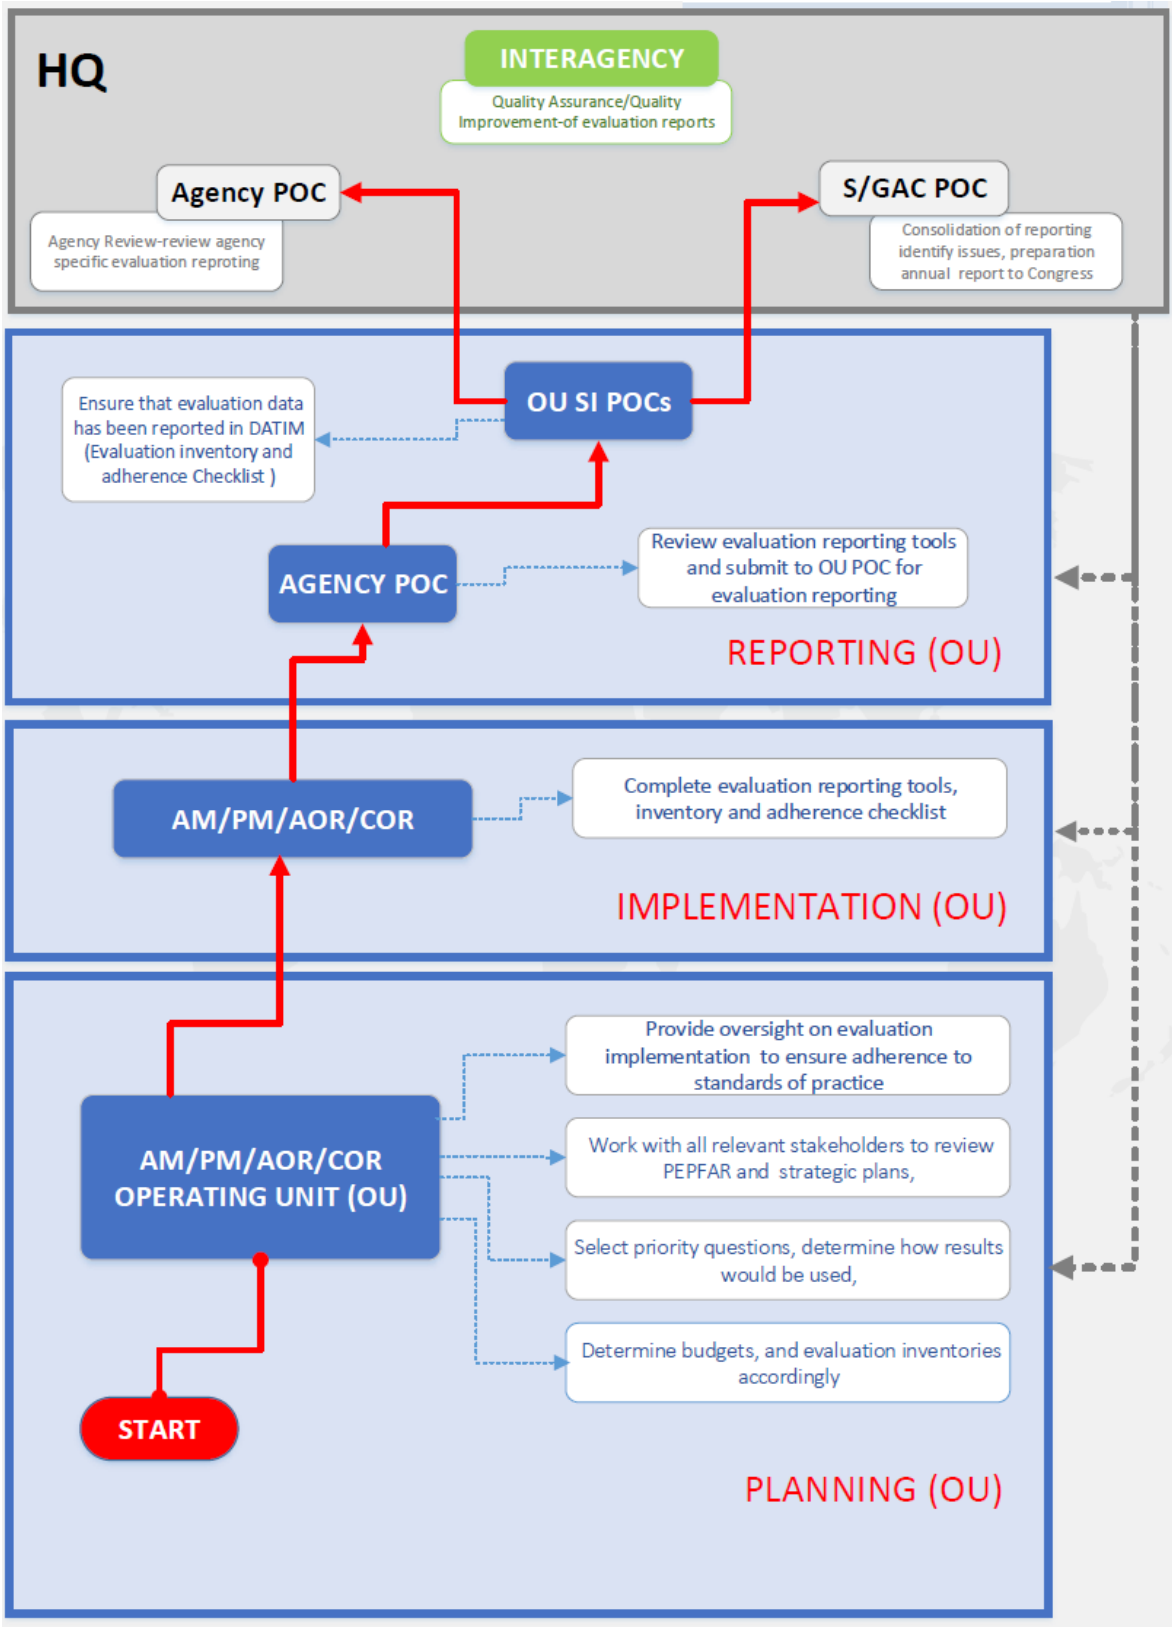 HQ
INTERAGENCY
Quality Assurance/Quality
Improvement-of evaluation reports
Agency POC
Agency Review-review agency
specific evaluation reproting
S/GAC POC
Consolidation of reporting
identify issues, preparation
annual report to Congress
OU SI POCs
Ensure that evaluation data
has been reported in DATIM
(Evaluation inventory and
adherence Checklist )
AGENCY POC
Review evaluation reporting tools
and submit to OU POC for
evaluation reporting
REPORTING (OU)
AM/PM/AOR/COR
Complete evaluation reporting tools,
inventory and adherence checklist
IMPLEMENTATION (OU)
Provide oversight on evaluation
implementation to ensure adherence to
standards of practice
AM/PM/AOR/COR
OPERATING UNIT (OU)
Work with all relevant stakeholders to review
PEPFAR and strategic plans,
Select priority questions, determine how results
would be used,
Determine budgets, and evaluation inventories
accordingly
START
PLANNING (OU)